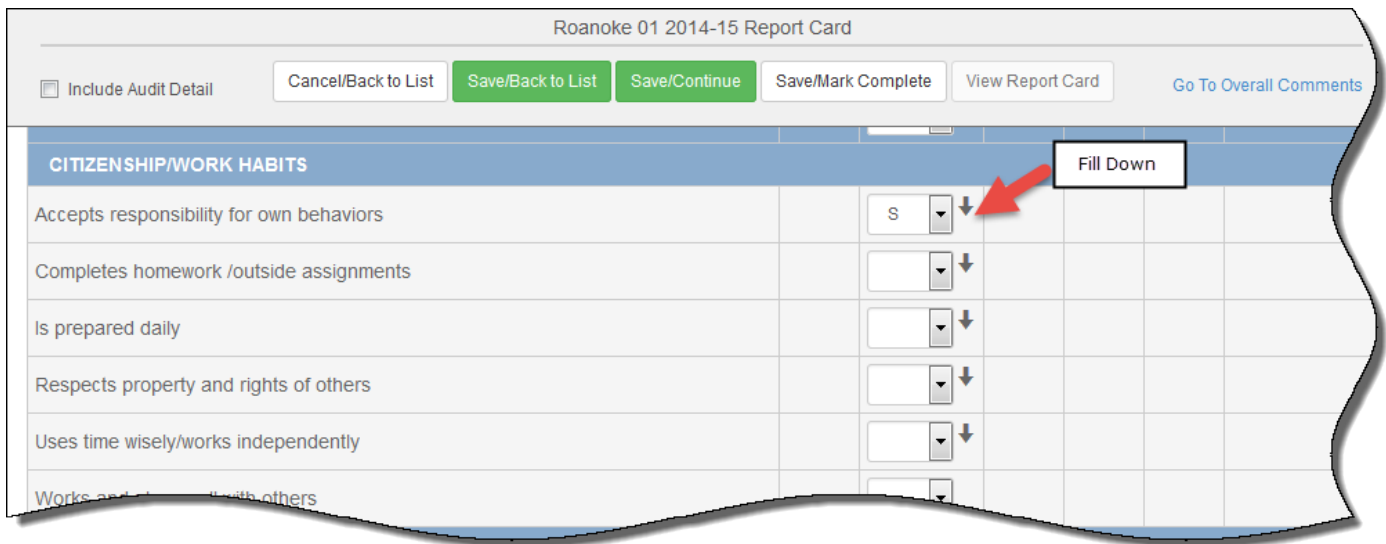 Roanoke 01 2014-15 Report Card
Include Audit Detail
Cancel/Back to List
Save/Back to List
Save/Continue
Save/Mark Complete
View Report Card
Go To Overall Comments
CITIZENSHIP/WORK HABITS
Fill Down
Accepts responsibility for own behaviors
S
Completes homework /outside assignments
Is prepared daily
Respects property and rights of others
Uses time wisely/works independently
Works with others